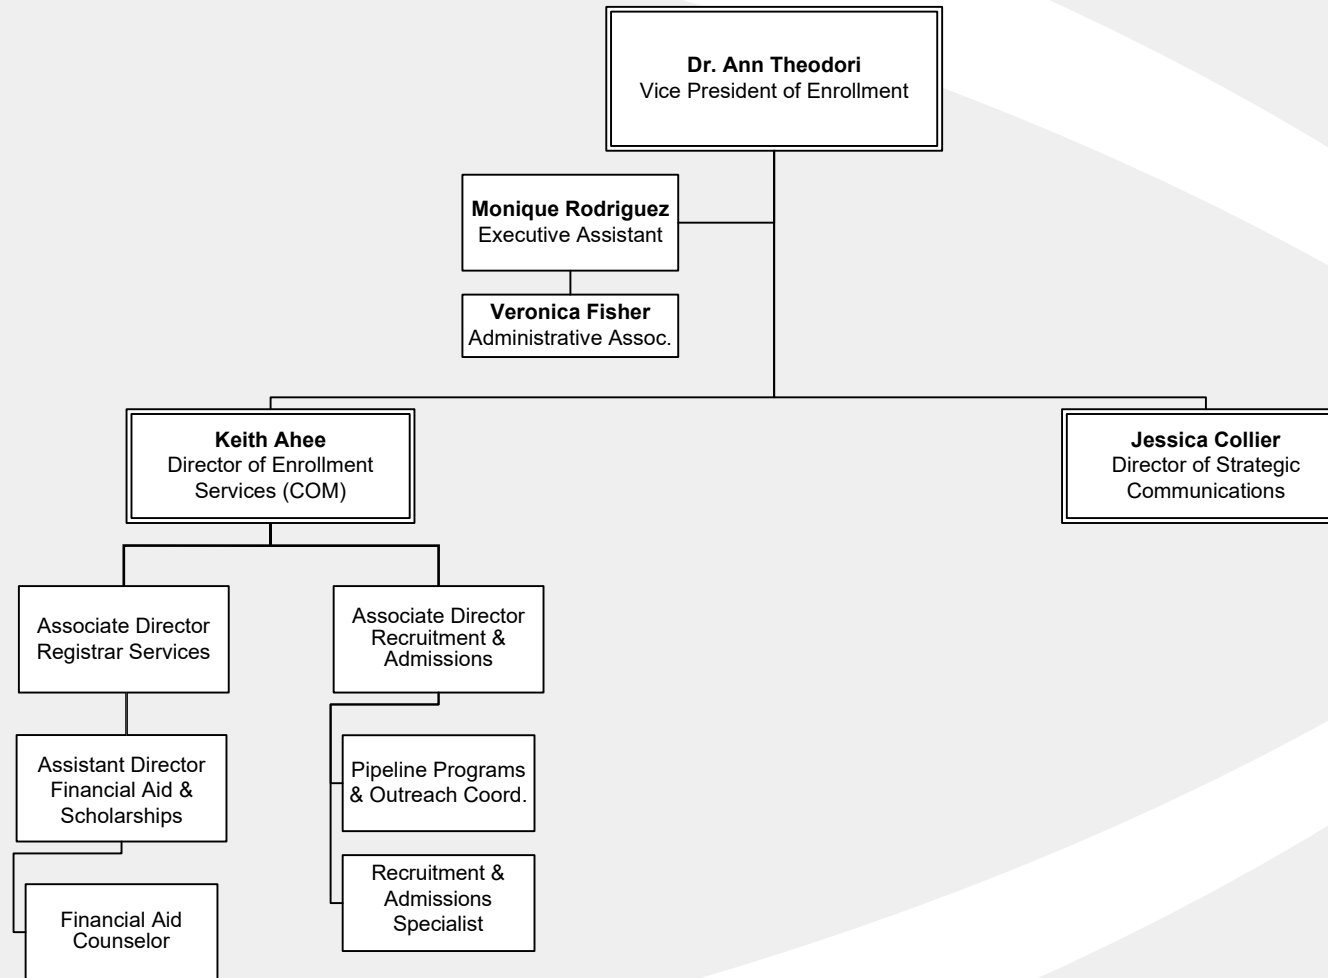 Dr. Ann Theodori
Vice President of Enrollment
Monique Rodriguez
Executive Assistant
Veronica Fisher
Administrative Assoc.
Keith Ahee
Director of Enrollment
Services (COM)
Jessica Collier
Director of Strategic
Communications
Associate Director
Registrar Services
Associate Director
Recruitment &
Admissions
Assistant Director
Financial Aid &
Scholarships
Pipeline Programs
& Outreach Coord.
Recruitment &
Admissions
Specialist
Financial Aid
Counselor